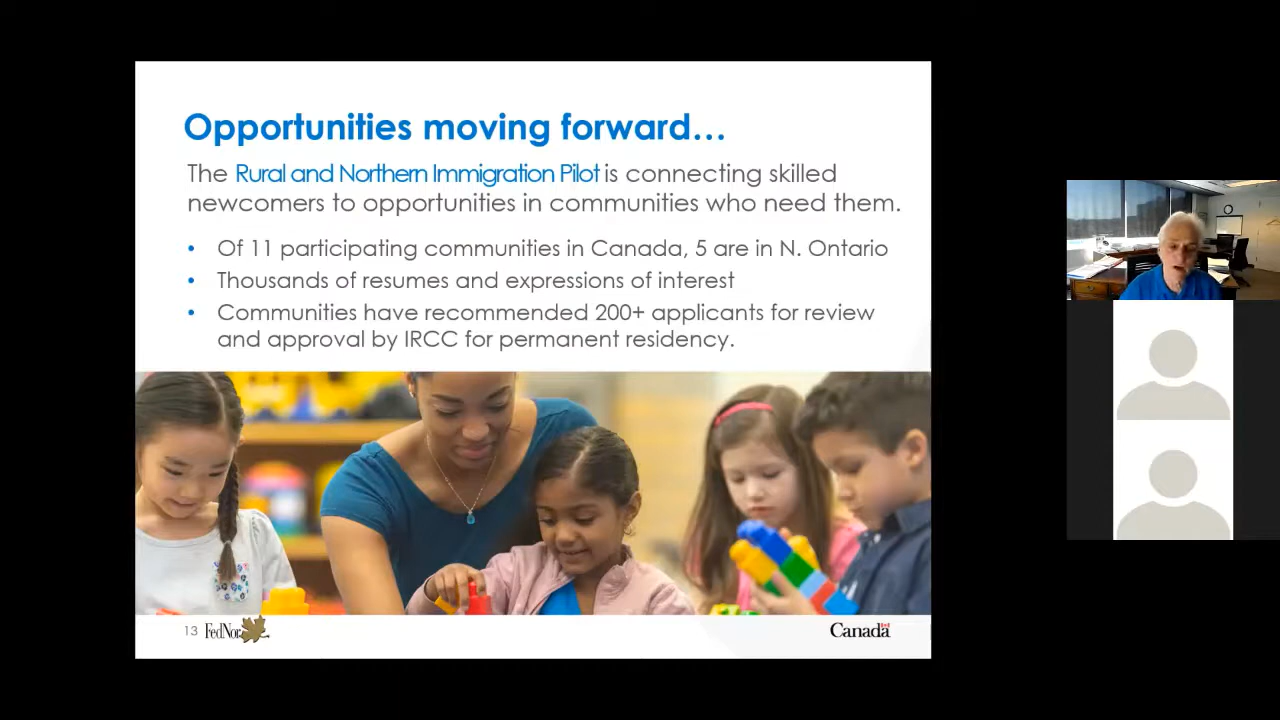 Opportunities moving forward...
The Rural and Northern Immigration Pilot is connecting skilled
newcomers to opportunities in communities who need them.
• Of 11 participating communities in Canada, 5 are in N. Ontario
• Thousands of resumes and expressions of interest
• Communities have recommended 200+ applicants for review
and approval by IRCC for permanent residency.
13 FedNor
Canada